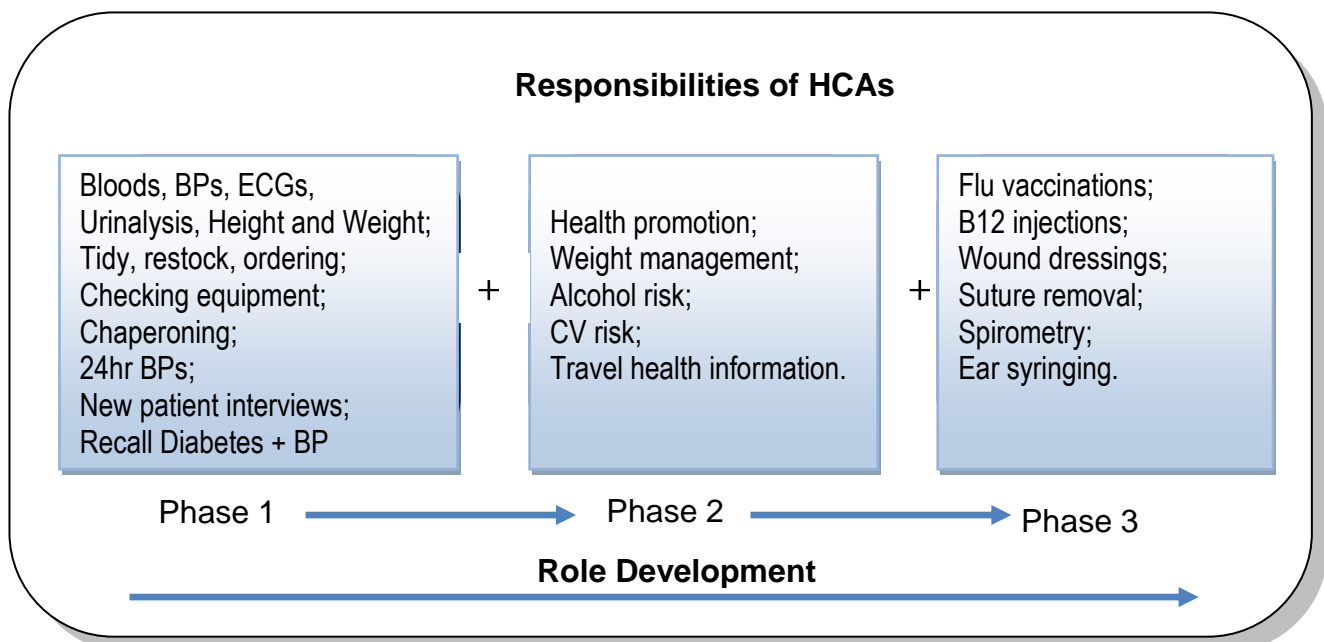 Responsibilities of HCAs
Bloods, BPs, ECGs,
Urinalysis, Height and Weight;
Tidy, restock, ordering;
Checking equipment;
Chaperoning;
24hr BPs;
New patient interviews;
Recall Diabetes + BP
+
Health promotion;
Weight management;
Alcohol risk;
CV risk;
Travel health information.
+
Flu vaccinations;
B12 injections;
Wound dressings;
Suture removal;
Spirometry;
Ear syringing.
Phase 1
Phase 2
Phase 3
Role Development